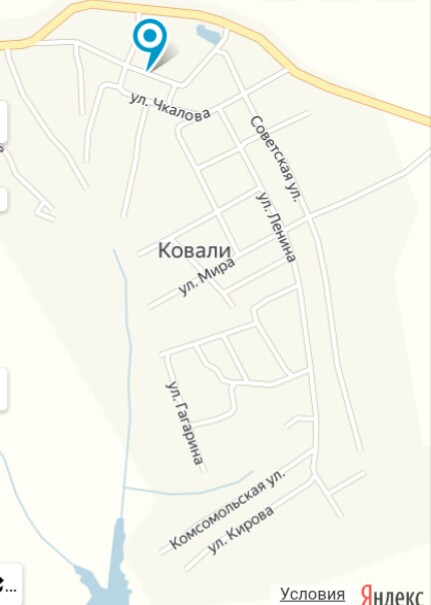 ул. Чкалова
Советская ул.
ул. Ленина
Ковали
ул. Мира
ул. Гагарина
Комсомольская ул.
ул. Кирова
...
Условия
Яндекс